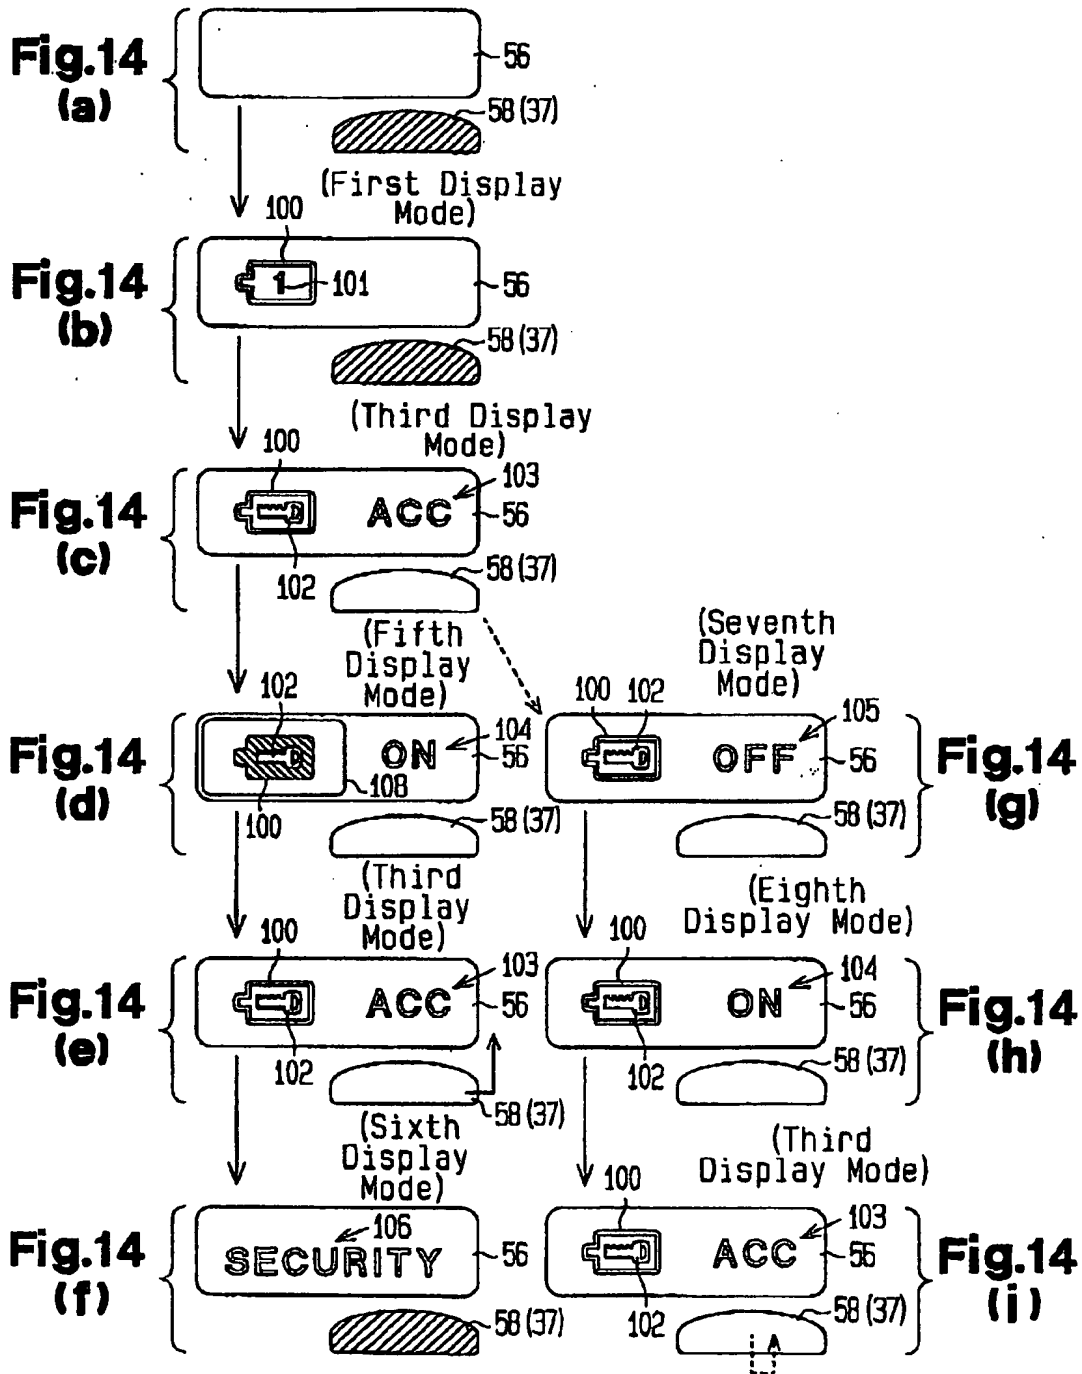 Fig.14
(a)
56
58 (37)
(First Display
Mode)
Fig.14
(b)
100
1
101
56
58 (37)
(Third Display
Mode)
Fig.14
(c)
100
ACC
103
56
102
58 (37)
(Fifth
Display
Mode)
Fig.14
(d)
102
ON
104
56
108
100
58 (37)
(Seventh
Display
Mode)
100
102
OFF
105
56
58 (37)
Fig.14
(g)
(Third
Display
Mode)
Fig.14
(e)
100
ACC
103
56
102
58 (37)
(Eighth
Display Mode)
100
ON
104
56
102
58 (37)
Fig.14
(h)
(Sixth
Display
Mode)
Fig.14
(f)
106
SECURITY
56
58 (37)
(Third
Display Mode)
100
ACC
103
56
102
58 (37)
Fig.14
(i)